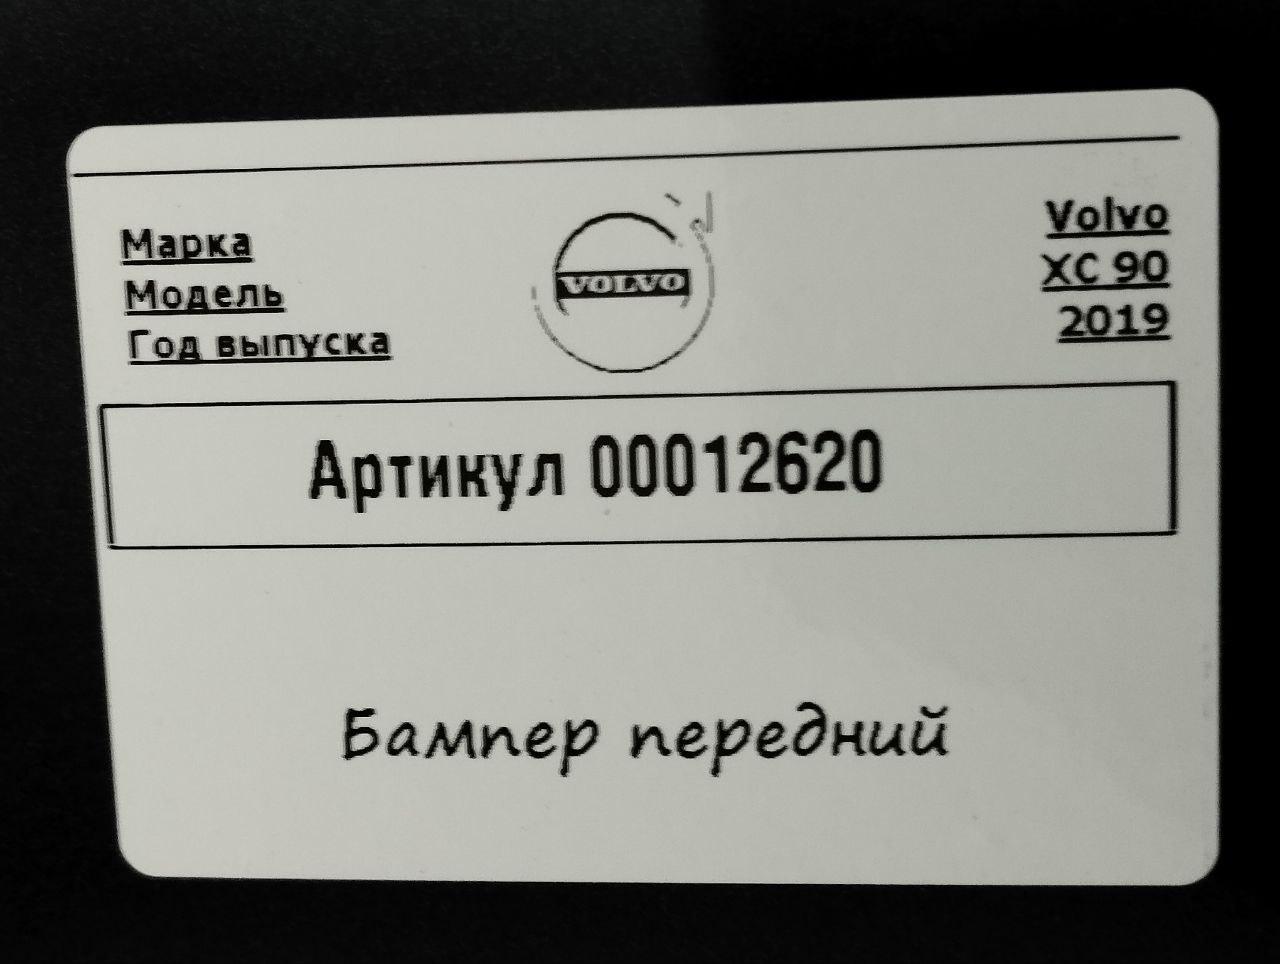 Марка
Модель
Год выпуска
VOLVO
Volvo
XC 90
2019
Артикул 00012620
Бампер передний